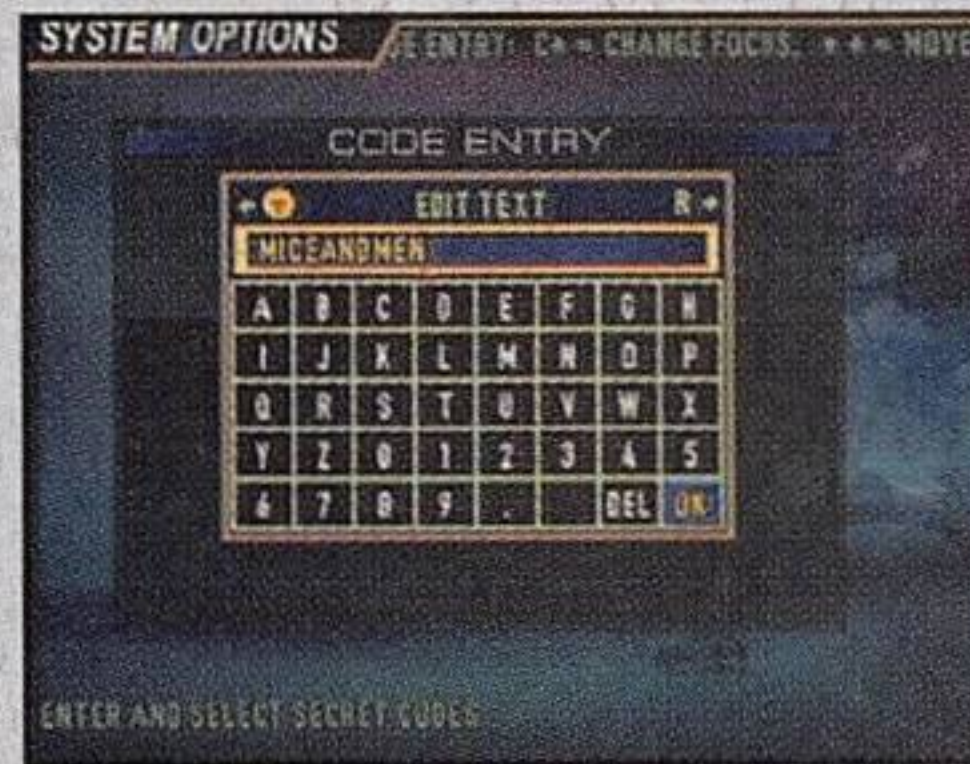 SYSTEM OPTIONS
E ENTRY: C = CHANGE FOCUS. = MOVE
CODE ENTRY
EDIT TEXT R
MICEANDMEN
A B C D E F G H
I J K L M N O P
Q R S T U V W X
Y Z 0 1 2 3 4 5
6 7 8 9 . DEL OK
ENTER AND SELECT SECRET CODES